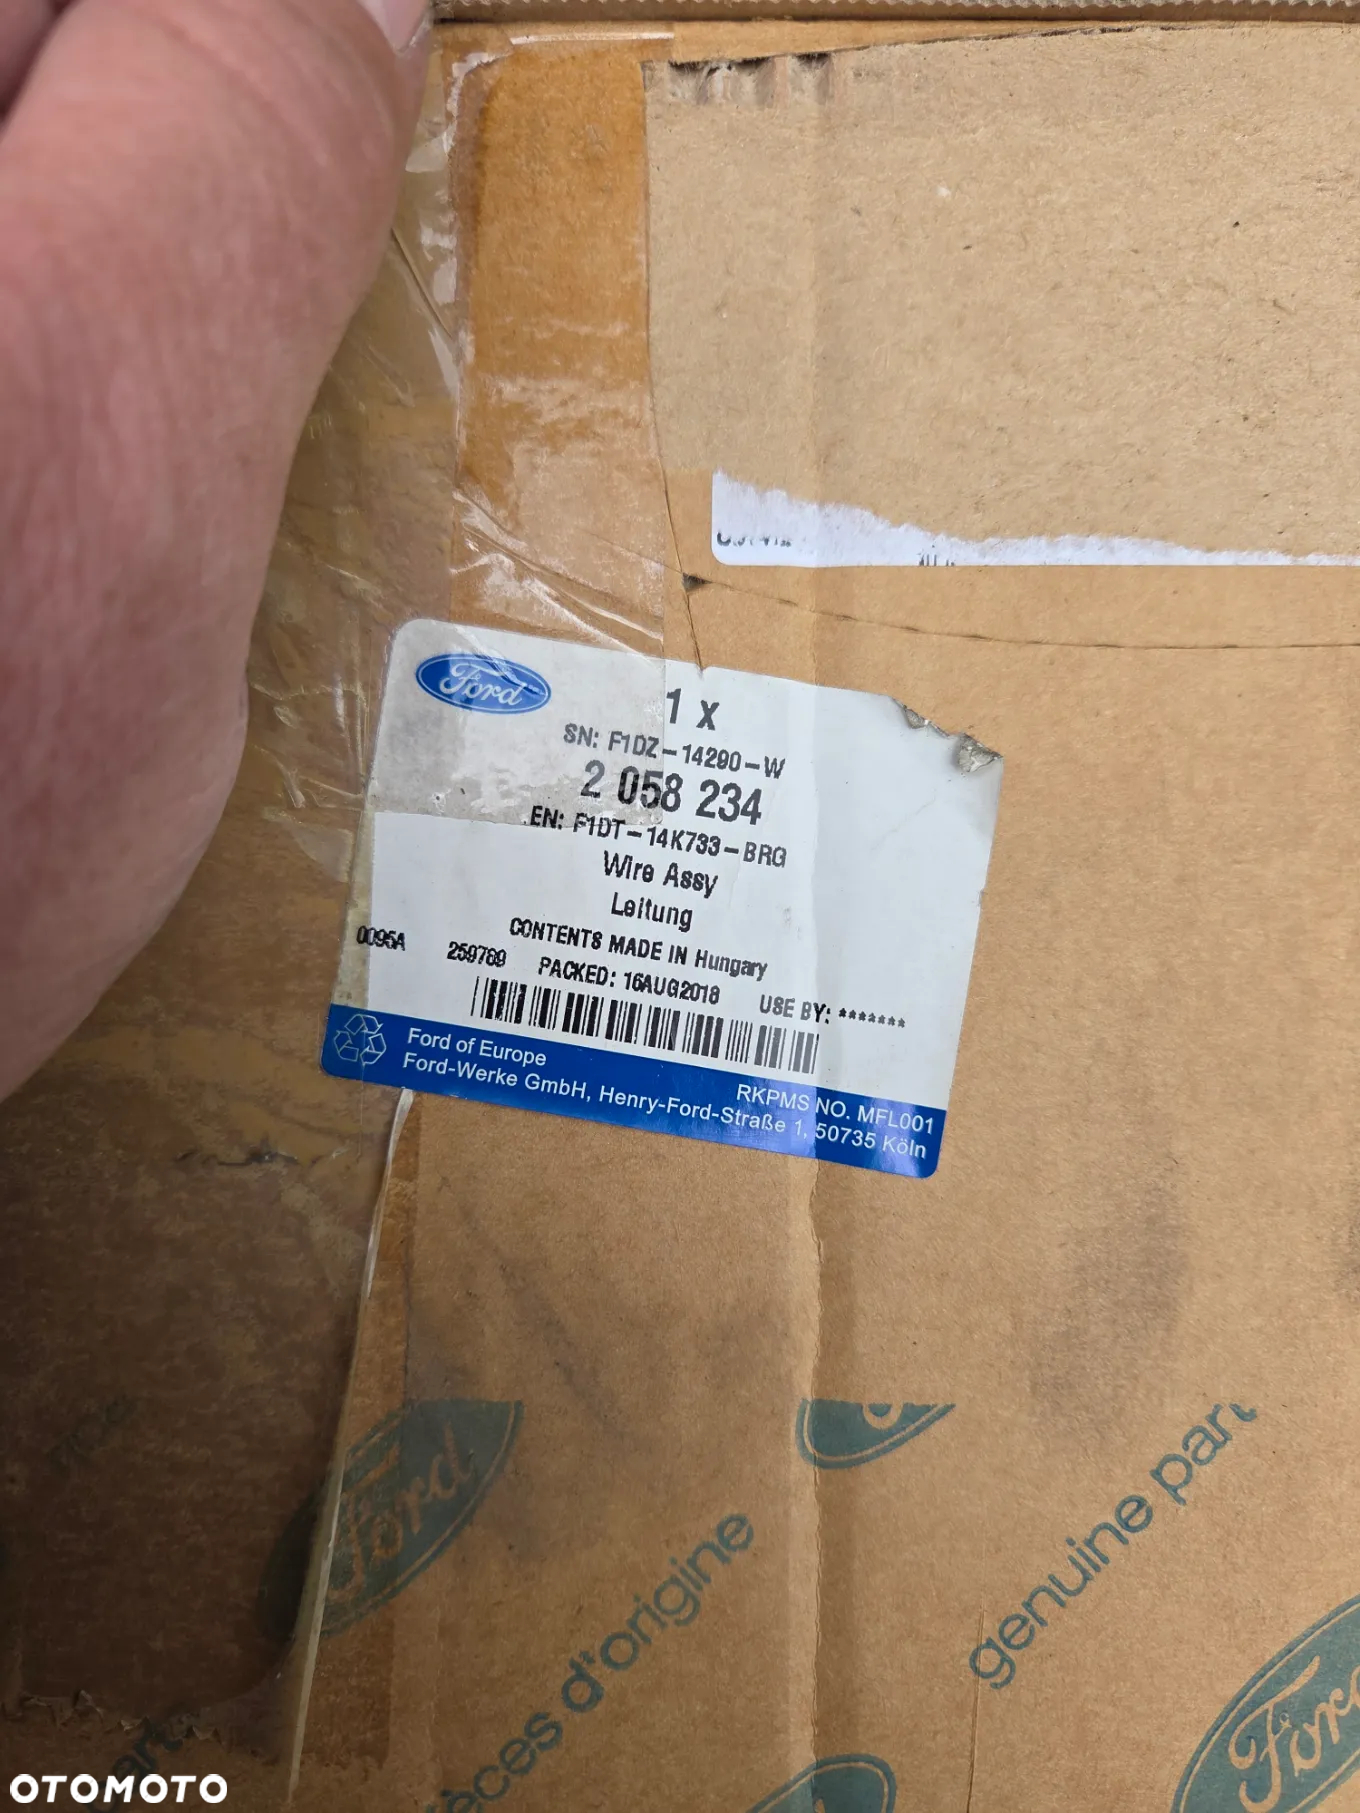 Ford
1 x
SN: F1DZ-14290-W
2 058 234
EN: F1DT-14K733-BRG
Wire Assy
Leitung
CONTENTS MADE IN Hungary
0095A 259789 PACKED: 16AUG2018 USE BY: *******
Ford of Europe
RKPMS NO. MFL001
Ford-Werke GmbH, Henry-Ford-Straße 1, 50735 Köln
Ford
genuine part
d'origine
Ford
OTOMOTO